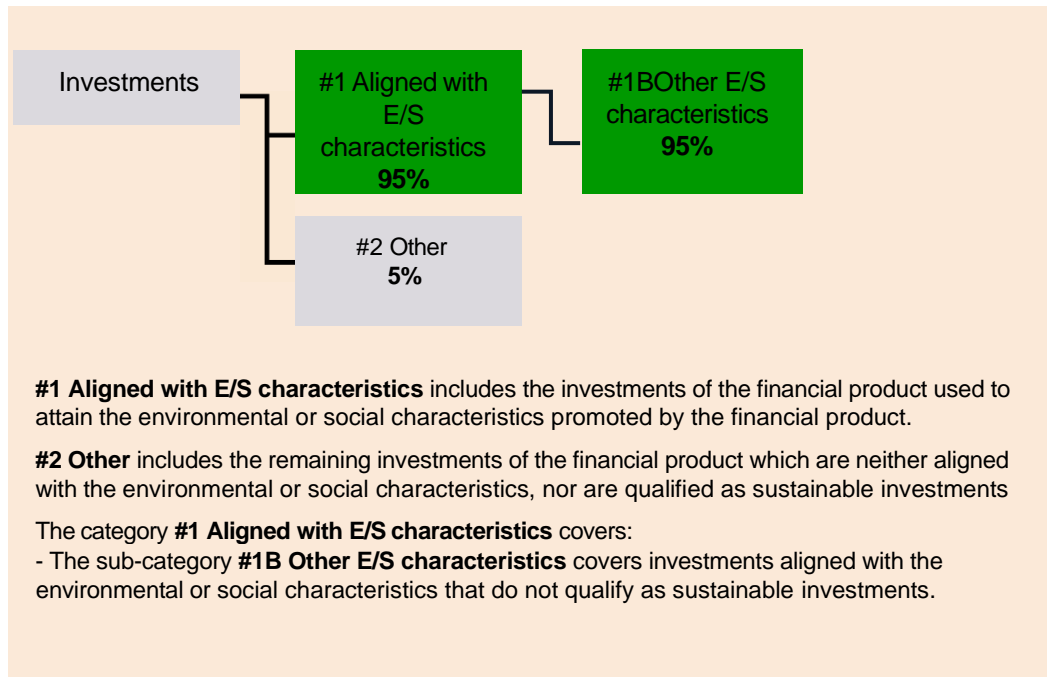 Investments
#1 Aligned with
E/S
characteristics
95%
#1BOther E/S
characteristics
95%
#2 Other
5%
#1 Aligned with E/S characteristics includes the investments of the financial product used to
attain the environmental or social characteristics promoted by the financial product.
#2 Other includes the remaining investments of the financial product which are neither aligned
with the environmental or social characteristics, nor are qualified as sustainable investments
The category #1 Aligned with E/S characteristics covers:
- The sub-category #1B Other E/S characteristics covers investments aligned with the
environmental or social characteristics that do not qualify as sustainable investments.